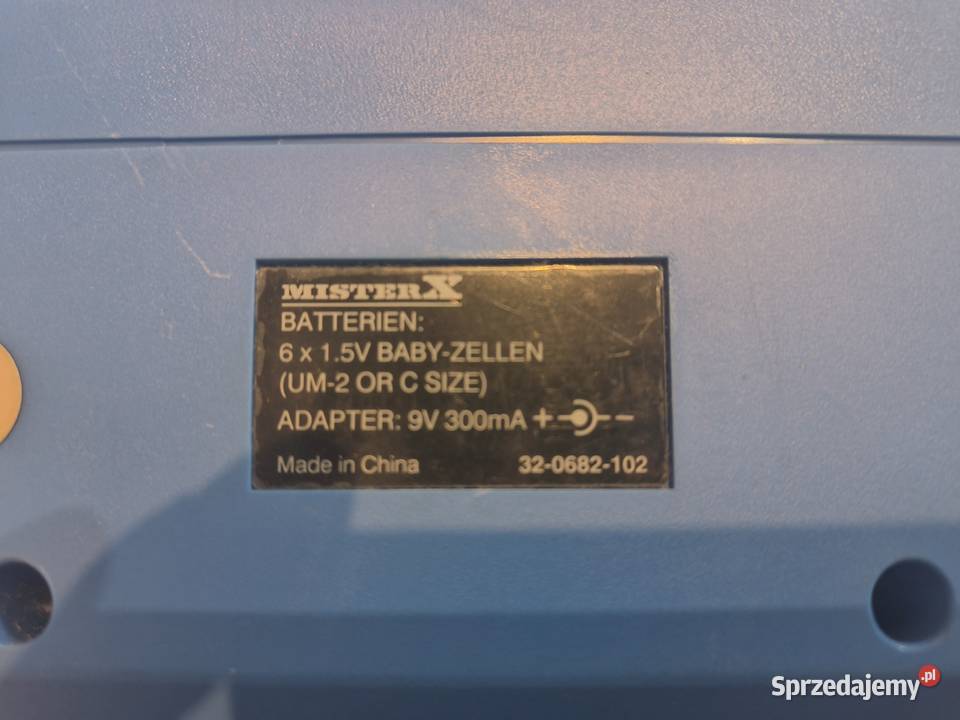 MISTER X
BATTERIEN:
6 x 1.5V BABY-ZELLEN
(UM-2 OR C SIZE)
ADAPTER: 9V 300mA + -
Made in China 32-0682-102
Sprzedajemy.pl